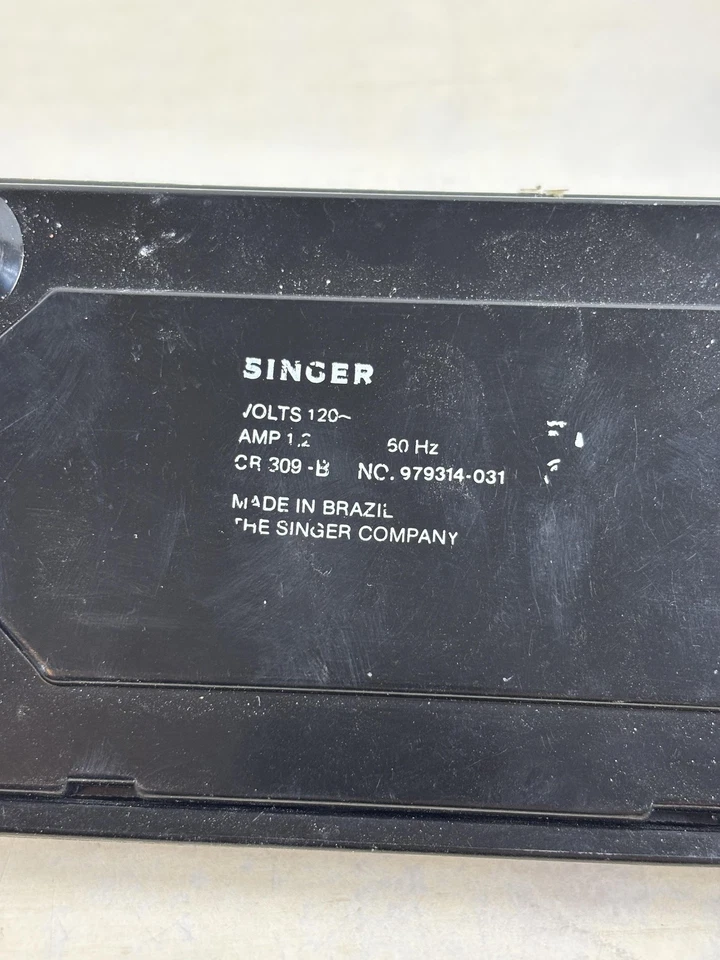 SINGER
VOLTS 120~
AMP 1,2 60 Hz
CR 309-B NO. 979314-031
MADE IN BRAZIL
THE SINGER COMPANY